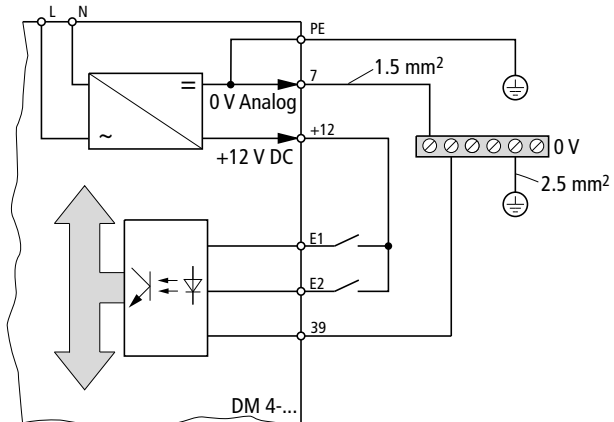 L N
PE
=
7
1.5 mm²
0 V Analog
~
+12
+12 V DC
0 V
2.5 mm²
E1
E2
39
DM 4-...